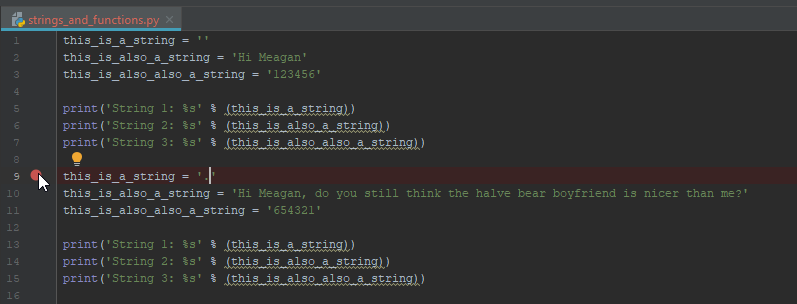 strings_and_functions.py
1 this_is_a_string = ''
2 this_is_also_a_string = 'Hi Meagan'
3 this_is_also_also_a_string = '123456'
4
5 print('String 1: %s' % (this_is_a_string))
6 print('String 2: %s' % (this_is_also_a_string))
7 print('String 3: %s' % (this_is_also_also_a_string))
8
9 this_is_a_string = '.'
10 this_is_also_a_string = 'Hi Meagan, do you still think the halve bear boyfriend is nicer than me?'
11 this_is_also_also_a_string = '654321'
12
13 print('String 1: %s' % (this_is_a_string))
14 print('String 2: %s' % (this_is_also_a_string))
15 print('String 3: %s' % (this_is_also_also_a_string))
16